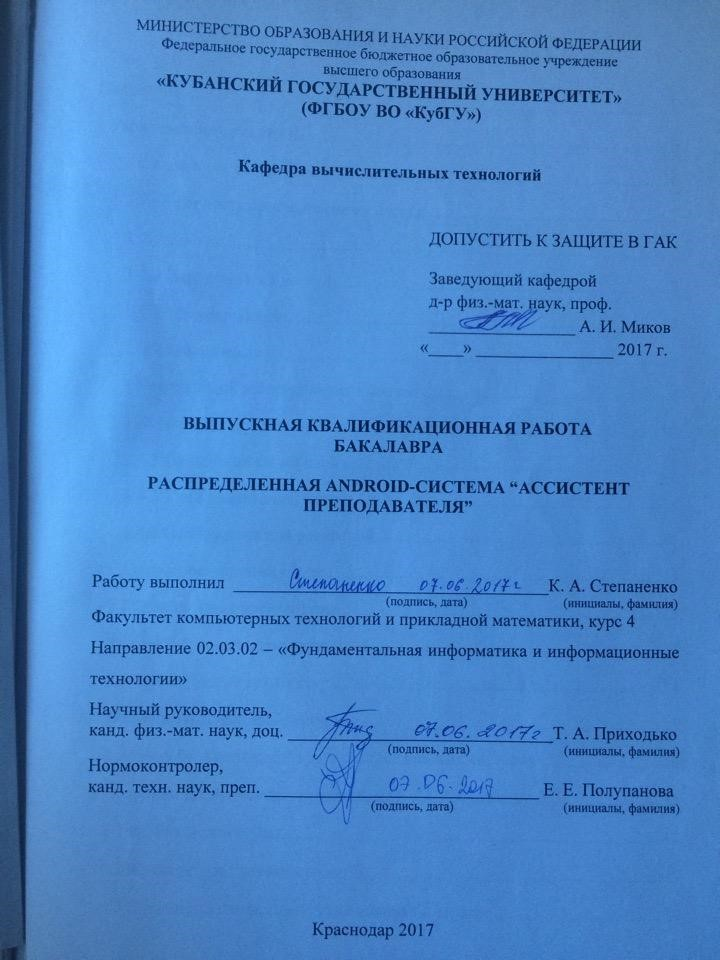 МИНИСТЕРСТВО ОБРАЗОВАНИЯ И НАУКИ РОССИЙСКОЙ ФЕДЕРАЦИИ
Федеральное государственное бюджетное образовательное учреждение
высшего образования
«КУБАНСКИЙ ГОСУДАРСТВЕННЫЙ УНИВЕРСИТЕТ»
(ФГБОУ ВО «КубГУ»)
Кафедра вычислительных технологий
ДОПУСТИТЬ К ЗАЩИТЕ В ГАК
Заведующий кафедрой
д-р физ.-мат. наук, проф.
_________________ А. И. Миков
«____» ________________ 2017 г.
ВЫПУСКНАЯ КВАЛИФИКАЦИОННАЯ РАБОТА
БАКАЛАВРА
РАСПРЕДЕЛЕННАЯ ANDROID-СИСТЕМА “АССИСТЕНТ
ПРЕПОДАВАТЕЛЯ”
Работу выполнил Степаненко 07.06.2017г К. А. Степаненко
(подпись, дата) (инициалы, фамилия)
Факультет компьютерных технологий и прикладной математики, курс 4
Направление 02.03.02 – «Фундаментальная информатика и информационные
технологии»
Научный руководитель,
канд. физ.-мат. наук, доц. 07.06.2017г Т. А. Приходько
(подпись, дата) (инициалы, фамилия)
Нормоконтролер,
канд. техн. наук, преп. 07.06.2017 Е. Е. Полупанова
(подпись, дата) (инициалы, фамилия)
Краснодар 2017